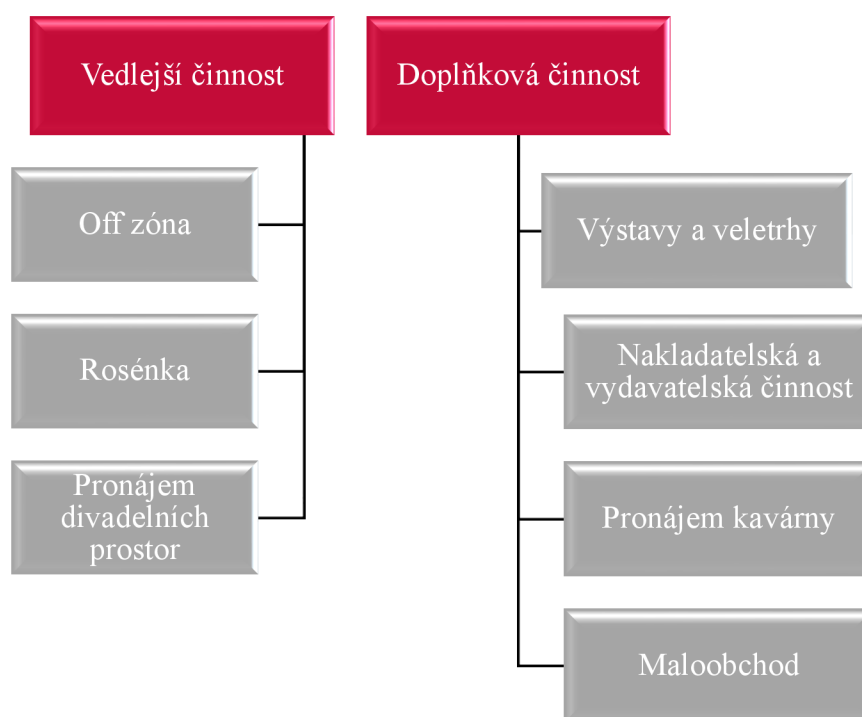 Vedlejší činnost
Off zóna
Rosénka
Pronájem
divadelních
prostor
Doplňková činnost
Výstavy a veletrhy
Nakladatelská a
vydavatelská činnost
Pronájem kavárny
Maloobchod